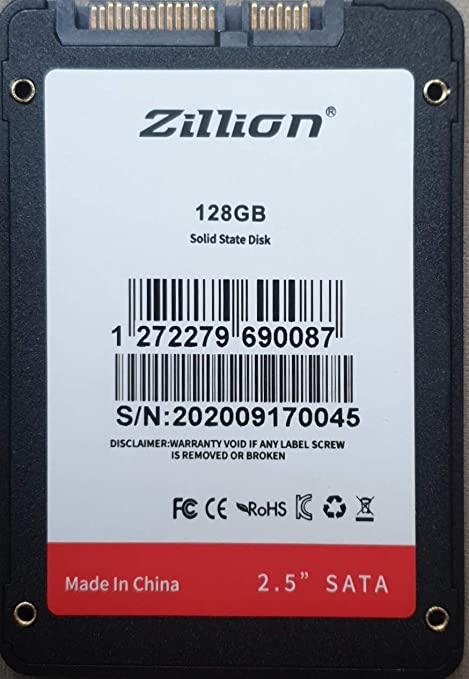 Zillion®
128GB
Solid State Disk
1 272279 690087
S/N:202009170045
DISCLAIMER:WARRANTY VOID IF ANY LABEL SCREW
IS REMOVED OR BROKEN
FC CE RoHS
Made In China 2.5" SATA